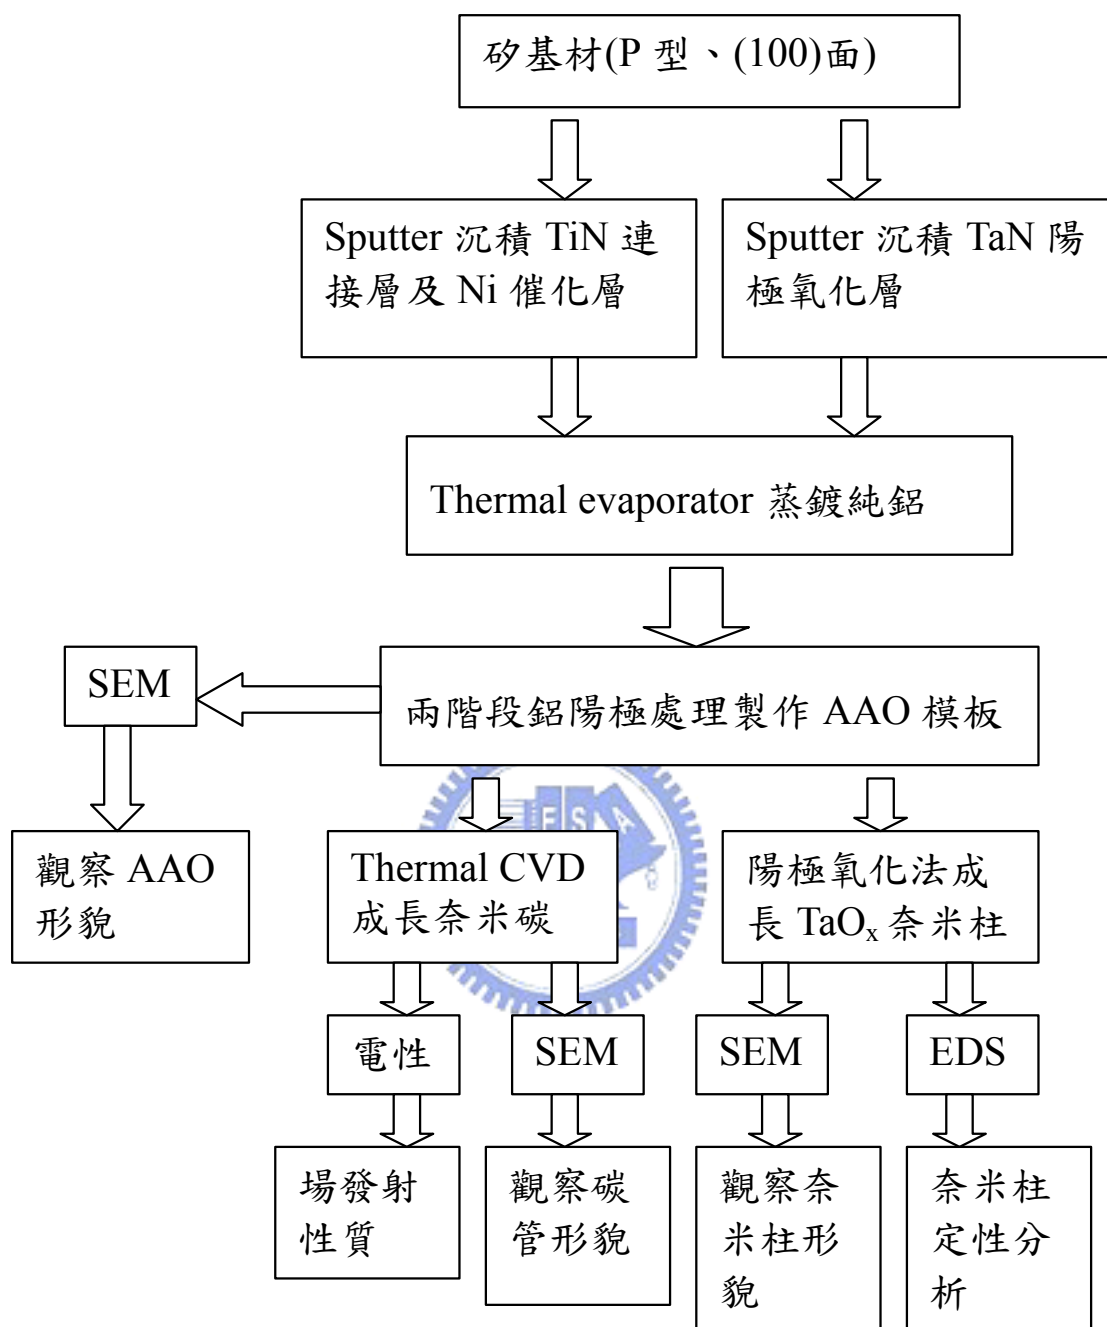 矽基材(P 型、(100)面)
Sputter 沉積 TiN 連
接層及 Ni 催化層
Sputter 沉積 TaN 陽
極氧化層
Thermal evaporator 蒸鍍純鋁
SEM
兩階段鋁陽極處理製作 AAO 模板
觀察 AAO
形貌
Thermal CVD
成長奈米碳
陽極氧化法成
長 TaOₓ 奈米柱
電性
SEM
SEM
EDS
場發射
性質
觀察碳
管形貌
觀察奈
米柱形
貌
奈米柱
定性分
析